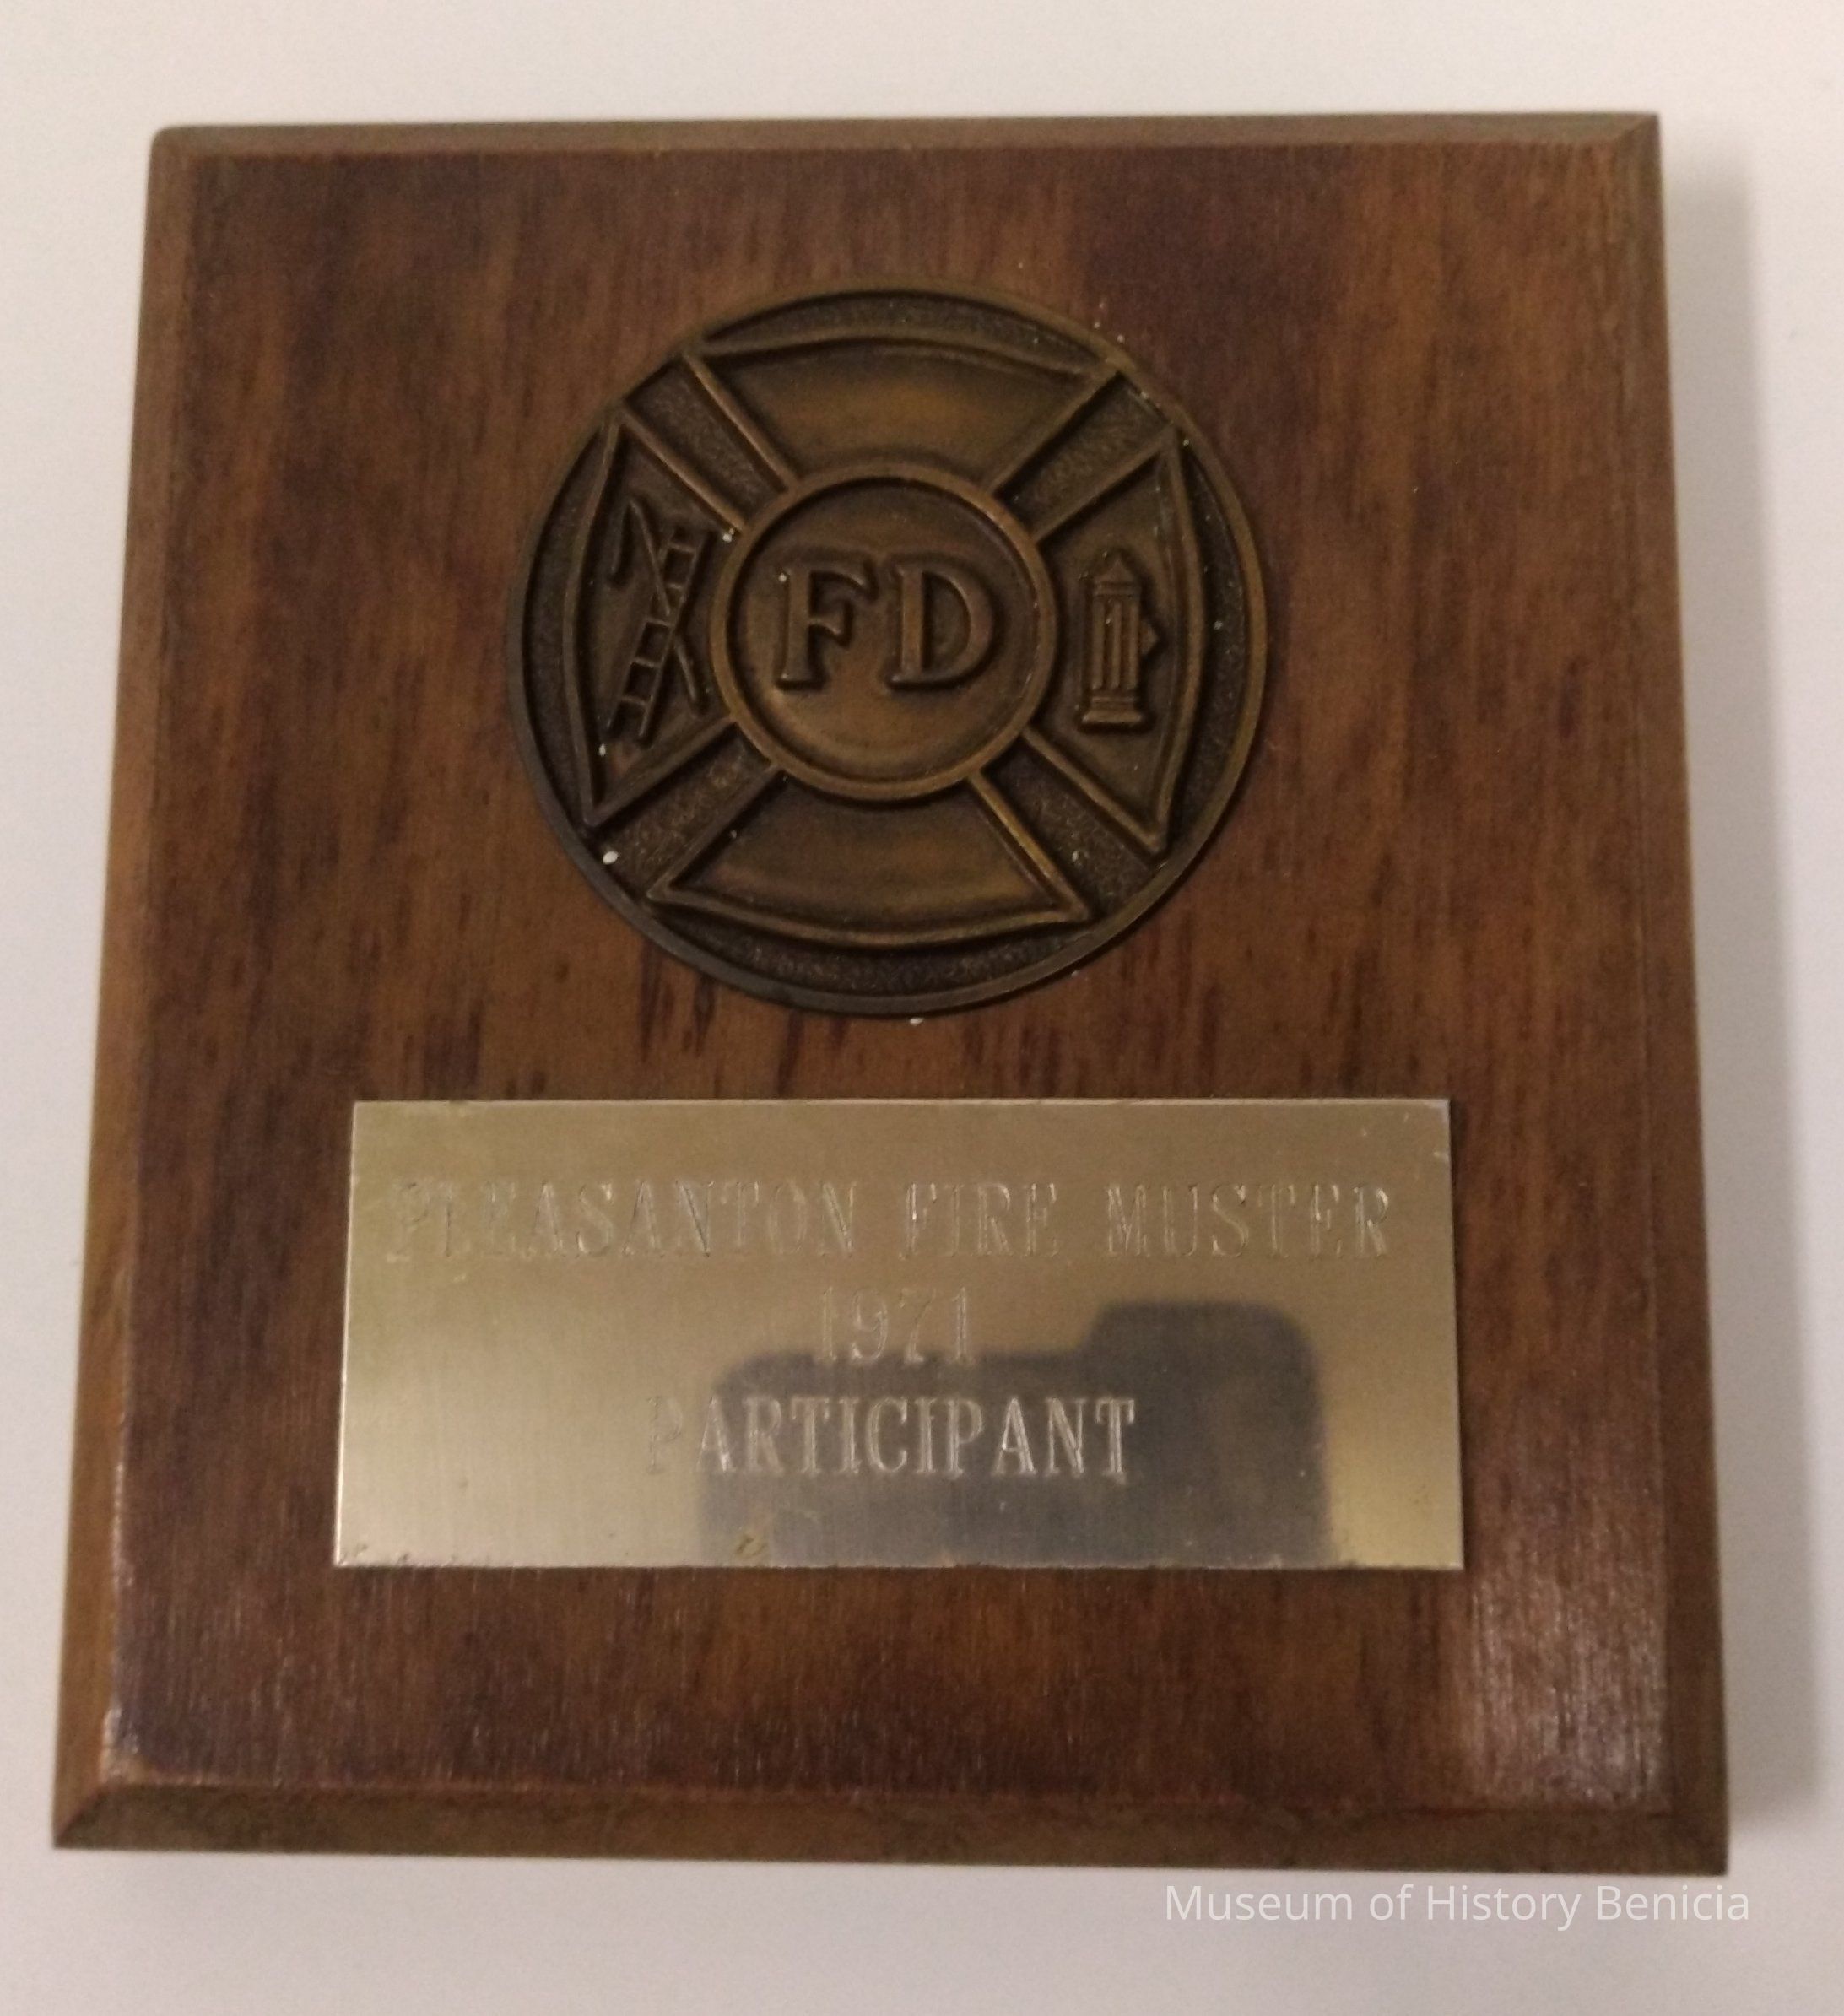 FD
PLEASANTON FIRE MUSTER
1971
PARTICIPANT
Museum of History Benicia